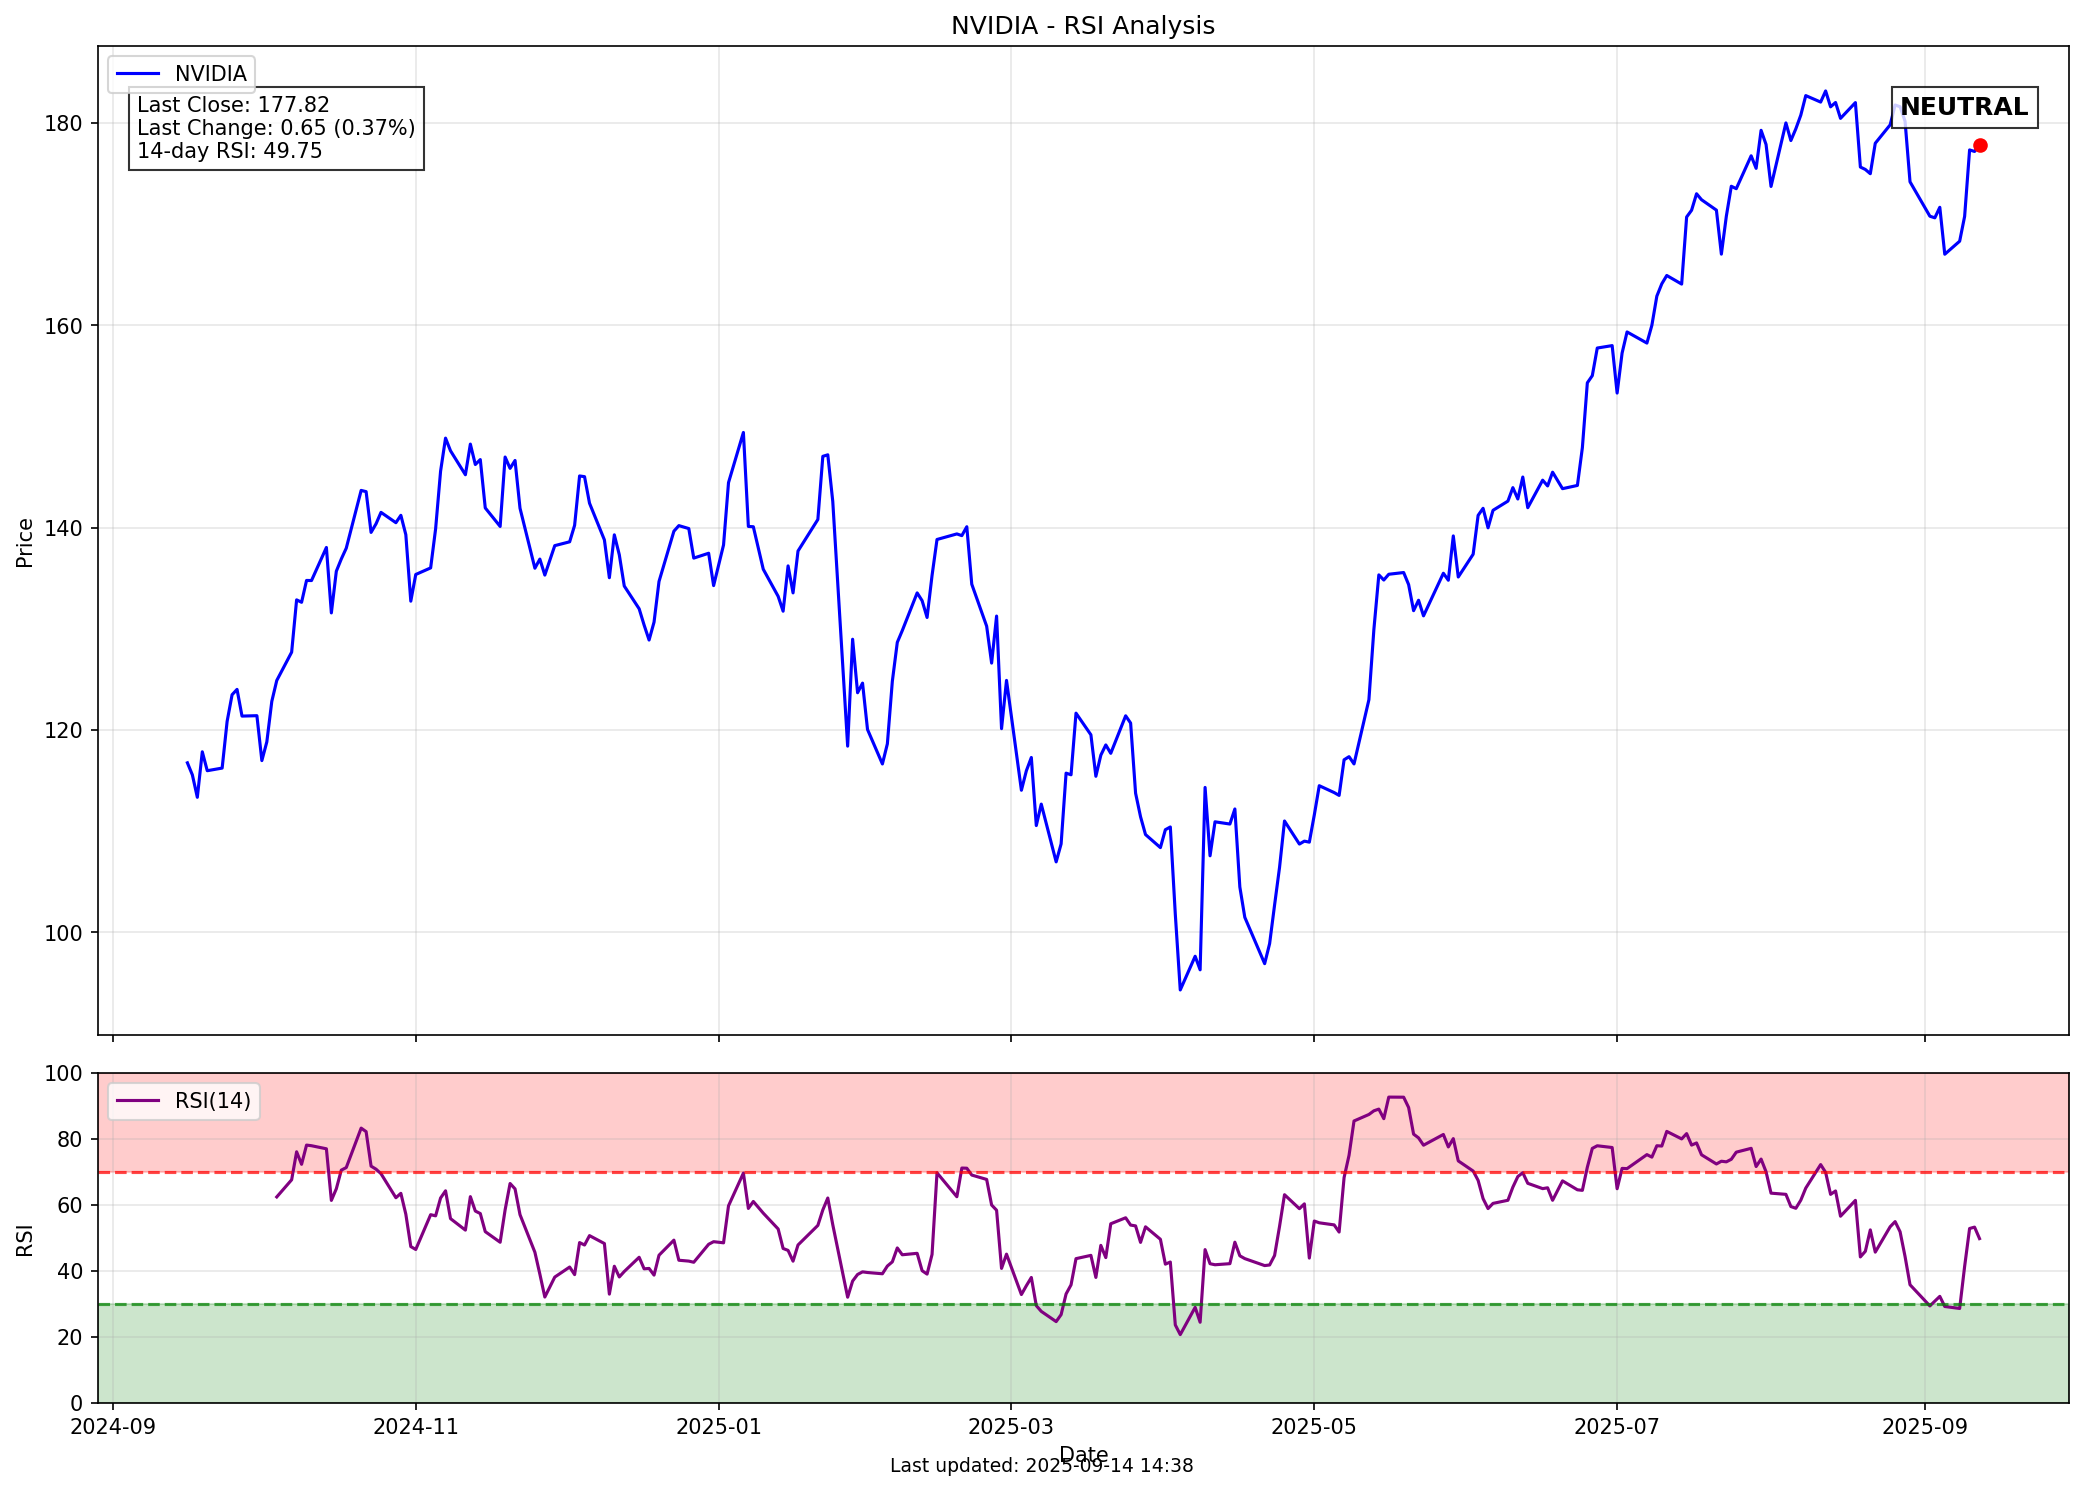 NVIDIA - RSI Analysis
NVIDIA
Last Close: 177.82
Last Change: 0.65 (0.37%)
14-day RSI: 49.75
NEUTRAL
Price
180
160
140
120
100
RSI(14)
RSI
100
80
60
40
20
0
2024-09
2024-11
2025-01
2025-03
2025-05
2025-07
2025-09
Date
Last updated: 2025-09-14 14:38